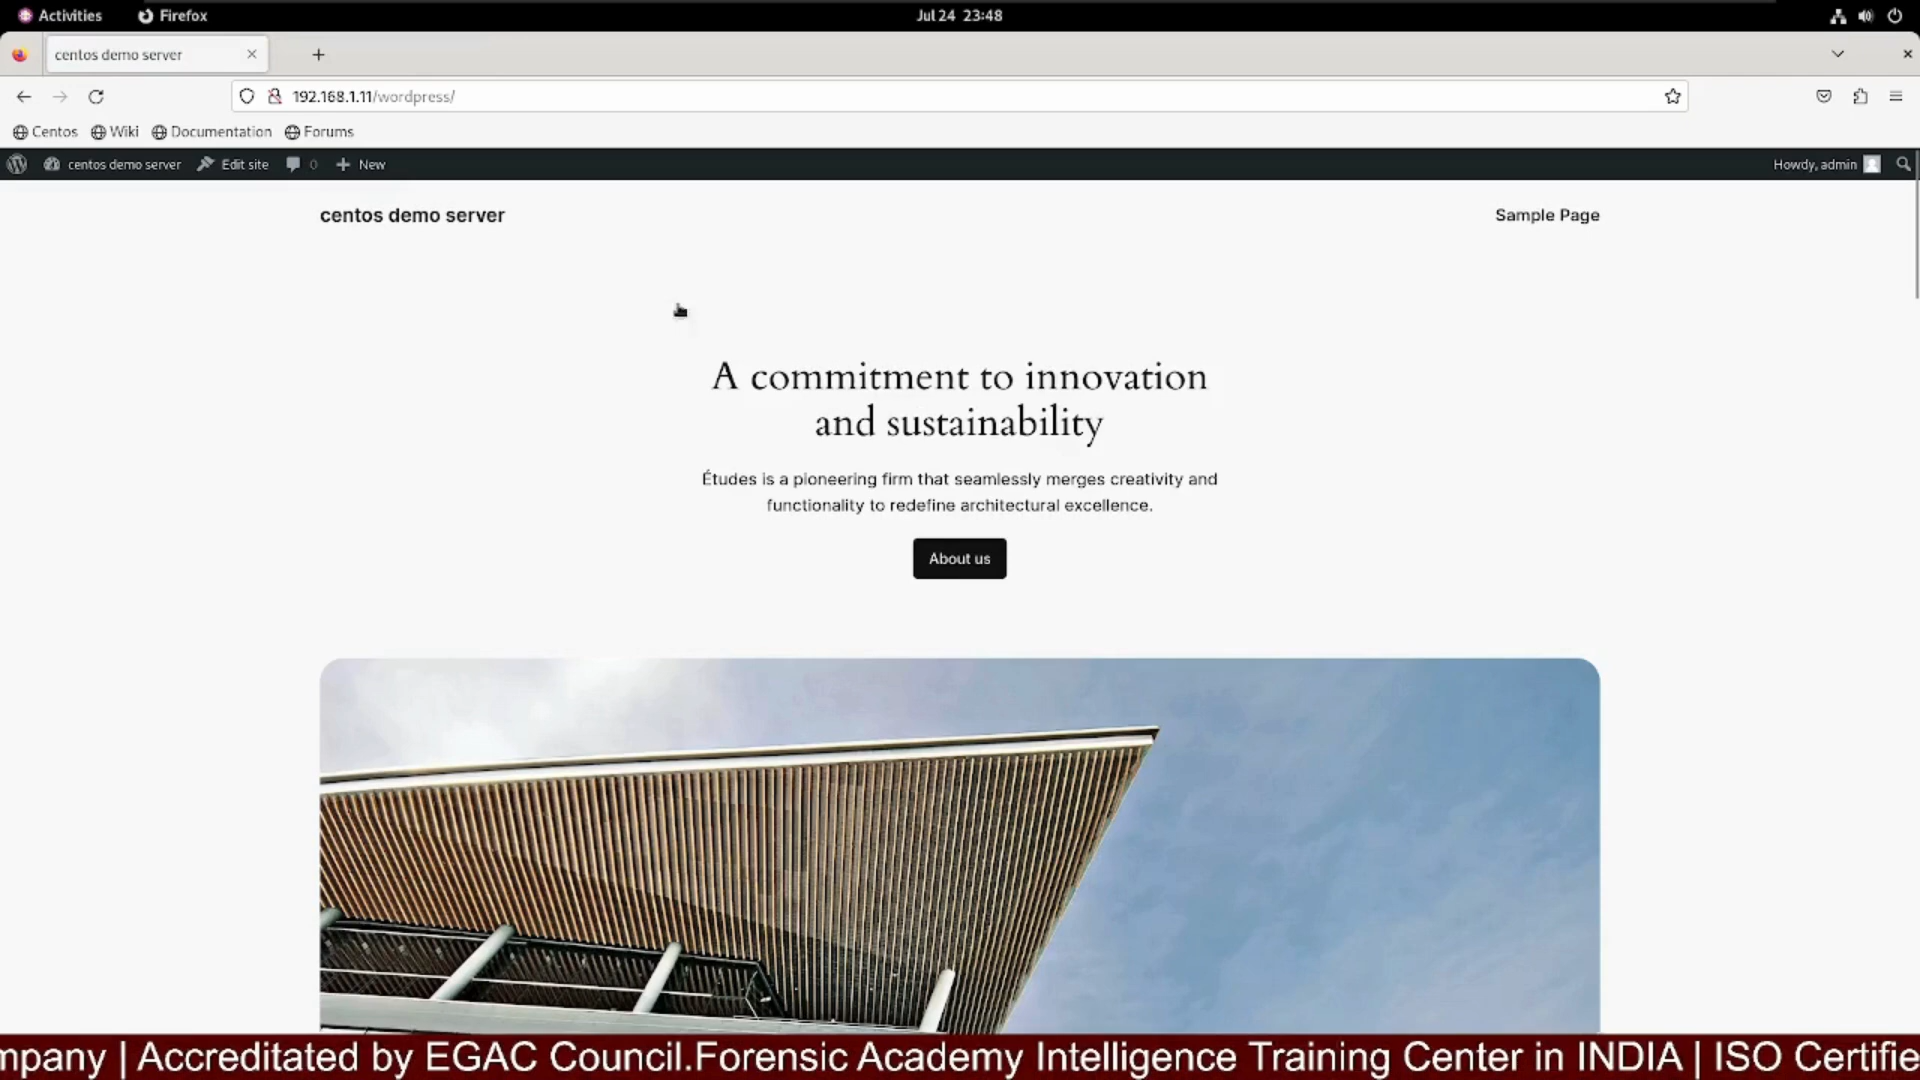 Activities Firefox Jul 24 23:48
centos demo server
192.168.1.11/wordpress/
Centos Wiki Documentation Forums
centos demo server Edit site 0 New Howdy, admin
centos demo server Sample Page
A commitment to innovation
and sustainability
Études is a pioneering firm that seamlessly merges creativity and
functionality to redefine architectural excellence.
About us
mpany | Accreditated by EGAC Council.Forensic Academy Intelligence Training Center in INDIA | ISO Certifie